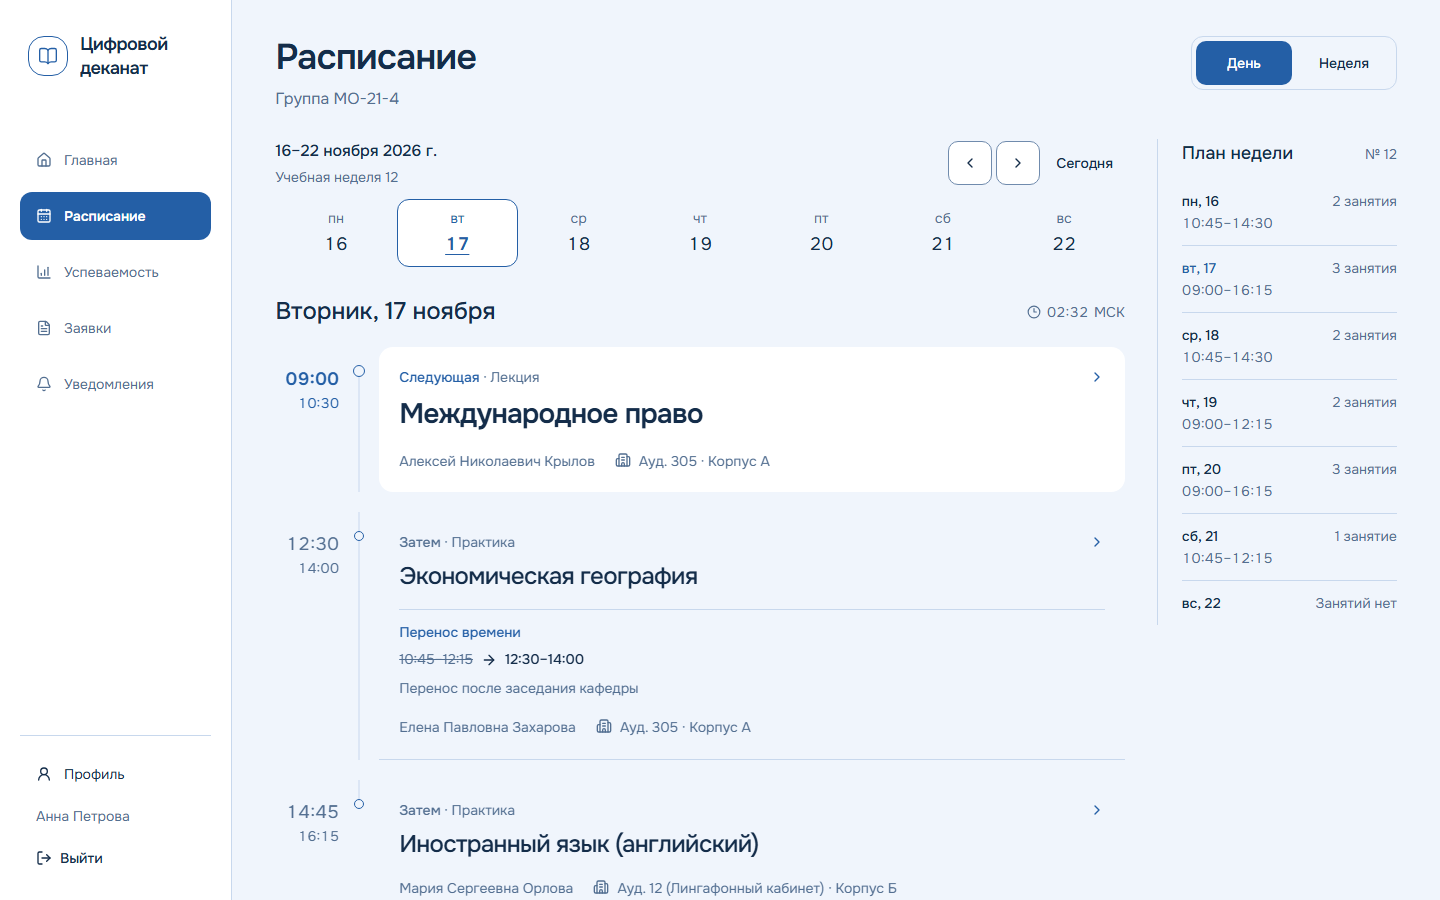 Цифровой
деканат
Главная
Расписание
Успеваемость
Заявки
Уведомления
Профиль
Анна Петрова
Выйти
Расписание
Группа МО-21-4
День
Неделя
16–22 ноября 2026 г.
Учебная неделя 12
Сегодня
пн
16
вт
17
ср
18
чт
19
пт
20
сб
21
вс
22
Вторник, 17 ноября
02:32 МСК
09:00
10:30
Следующая · Лекция
Международное право
Алексей Николаевич Крылов
Ауд. 305 · Корпус А
12:30
14:00
Затем · Практика
Экономическая география
Перенос времени
10:45–12:15 → 12:30–14:00
Перенос после заседания кафедры
Елена Павловна Захарова
Ауд. 305 · Корпус А
14:45
16:15
Затем · Практика
Иностранный язык (английский)
Мария Сергеевна Орлова
Ауд. 12 (Лингафонный кабинет) · Корпус Б
План недели
№ 12
пн, 16
2 занятия
10:45–14:30
вт, 17
3 занятия
09:00–16:15
ср, 18
2 занятия
10:45–14:30
чт, 19
2 занятия
09:00–12:15
пт, 20
3 занятия
09:00–16:15
сб, 21
1 занятие
10:45–12:15
вс, 22
Занятий нет